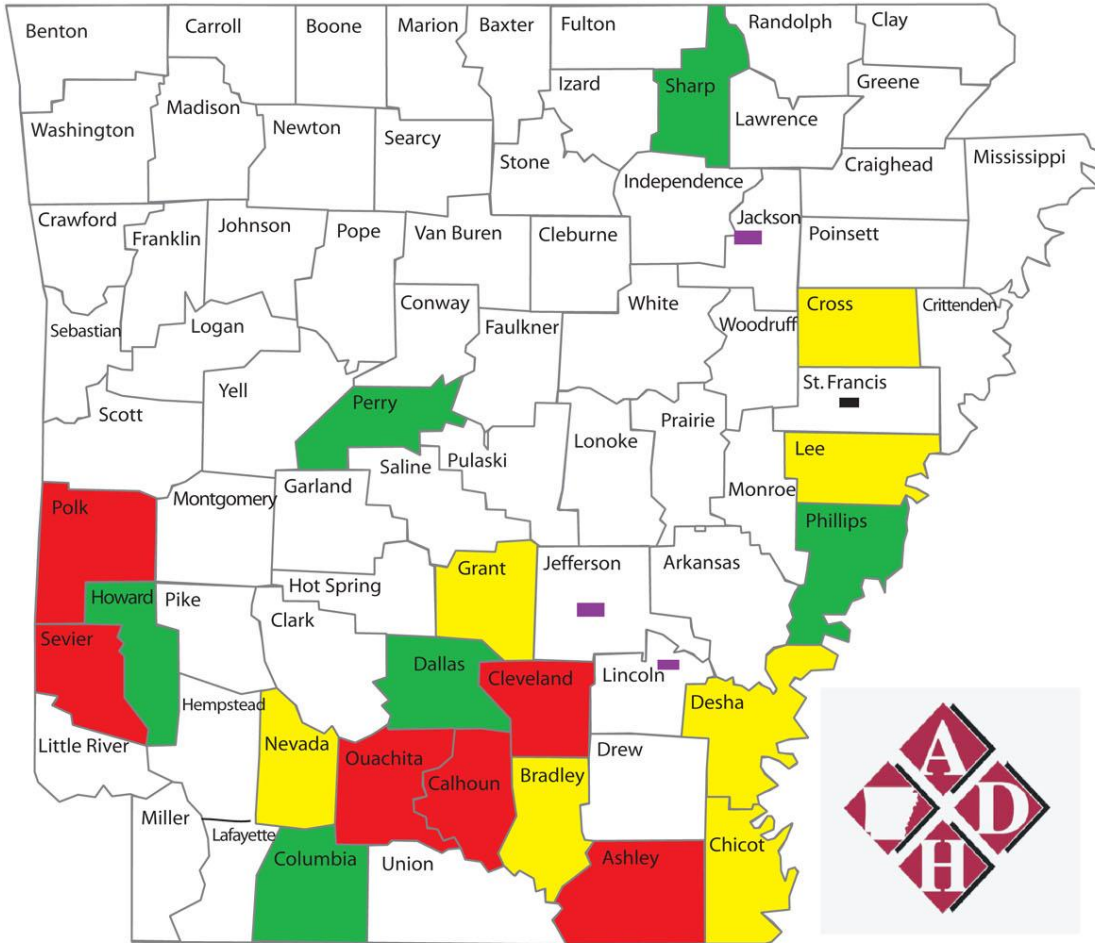 Benton
Carroll
Boone
Marion
Baxter
Fulton
Randolph
Clay
Izard
Sharp
Greene
Madison
Washington
Newton
Searcy
Lawrence
Stone
Independence
Craighead
Mississippi
Crawford
Franklin
Johnson
Pope
Van Buren
Cleburne
Jackson
Poinsett
Sebastian
Logan
Conway
Faulkner
White
Woodruff
Cross
Crittenden
Scott
Yell
Perry
St. Francis
Saline
Pulaski
Lonoke
Prairie
Lee
Polk
Montgomery
Garland
Monroe
Phillips
Howard
Pike
Hot Spring
Grant
Jefferson
Arkansas
Sevier
Clark
Dallas
Cleveland
Lincoln
Hempstead
Desha
Little River
Nevada
Ouachita
Calhoun
Bradley
Drew
Miller
Lafayette
Columbia
Union
Ashley
Chicot
A
D
H